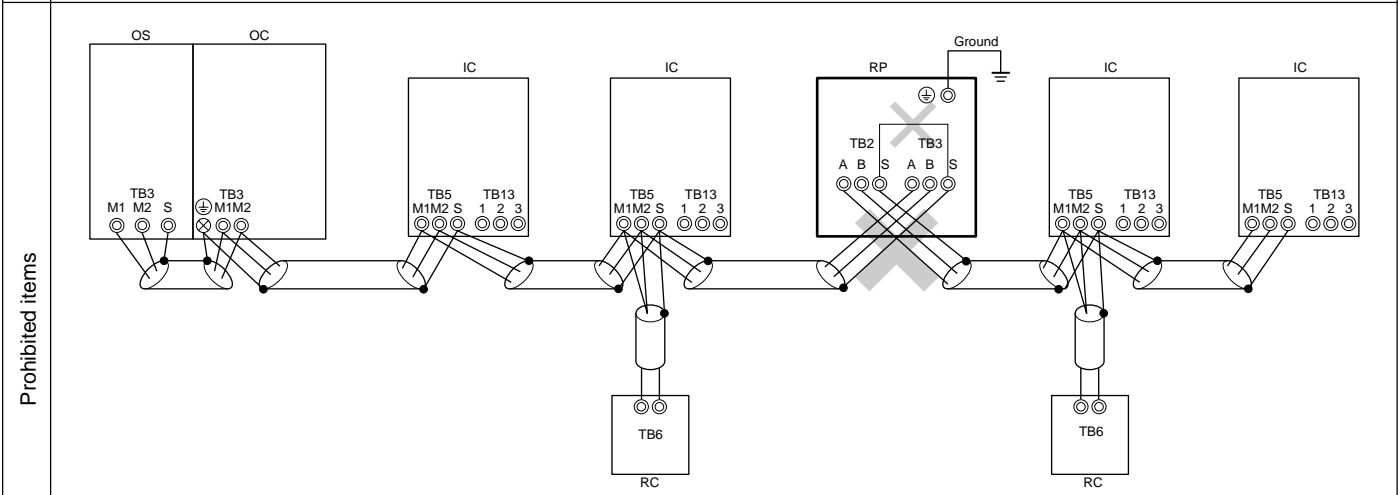 Prohibited items
OS
OC
TB3
M1 M2 S
TB3
M1M2
IC
TB5 TB13
M1M2 S 1 2 3
IC
TB5 TB13
M1M2 S 1 2 3
TB6
RC
RP
Ground
TB2 TB3
A B S A B S
IC
TB5 TB13
M1M2 S 1 2 3
TB6
RC
IC
TB5 TB13
M1M2 S 1 2 3